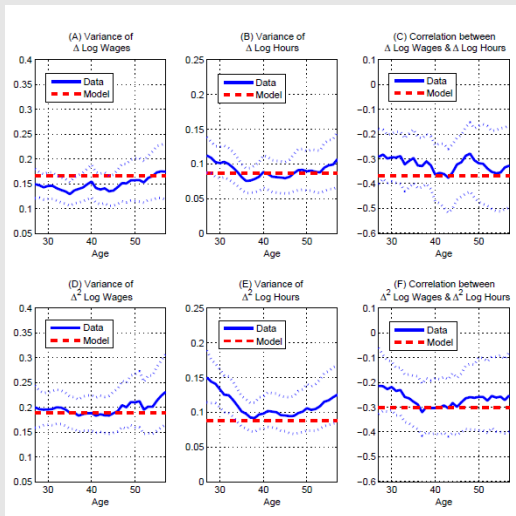 (A) Variance of
Δ Log Wages
0.4
0.35
0.3
0.25
0.2
0.15
0.1
0.05
Data
Model
30
40
50
Age
(B) Variance of
Δ Log Hours
0.25
0.2
0.15
0.1
0.05
0
Data
Model
30
40
50
Age
(C) Correlation between
Δ Log Wages & Δ Log Hours
0.1
0
−0.1
−0.2
−0.3
−0.4
−0.5
−0.6
Data
Model
30
40
50
Age
(D) Variance of
Δ² Log Wages
0.4
0.35
0.3
0.25
0.2
0.15
0.1
0.05
Data
Model
30
40
50
Age
(E) Variance of
Δ² Log Hours
0.25
0.2
0.15
0.1
0.05
0
Data
Model
30
40
50
Age
(F) Correlation between
Δ² Log Wages & Δ² Log Hours
0.1
0
−0.1
−0.2
−0.3
−0.4
−0.5
−0.6
Data
Model
30
40
50
Age